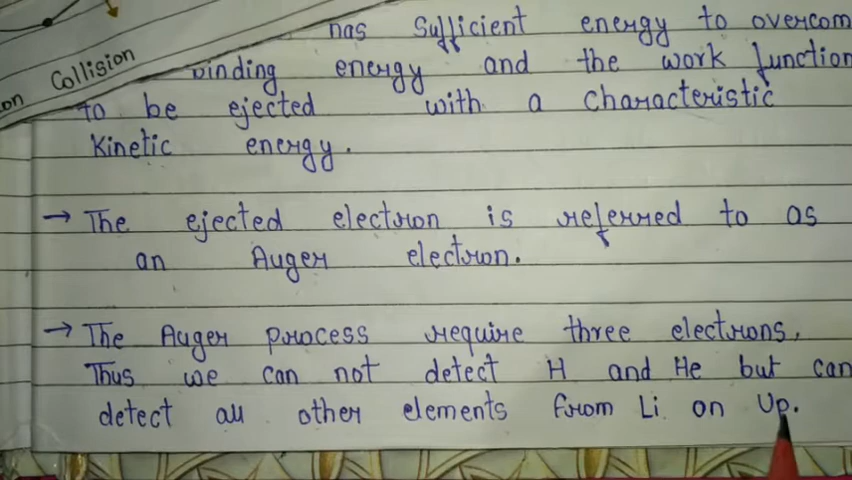 has sufficient energy to overcom
binding energy and the work function
to be ejected with a characteristic
Kinetic energy.
→ The ejected electron is referred to as
an Auger electron.
→ The Auger process require three electrons,
Thus we can not detect H and He but can
detect all other elements from Li on Up.
on Collision